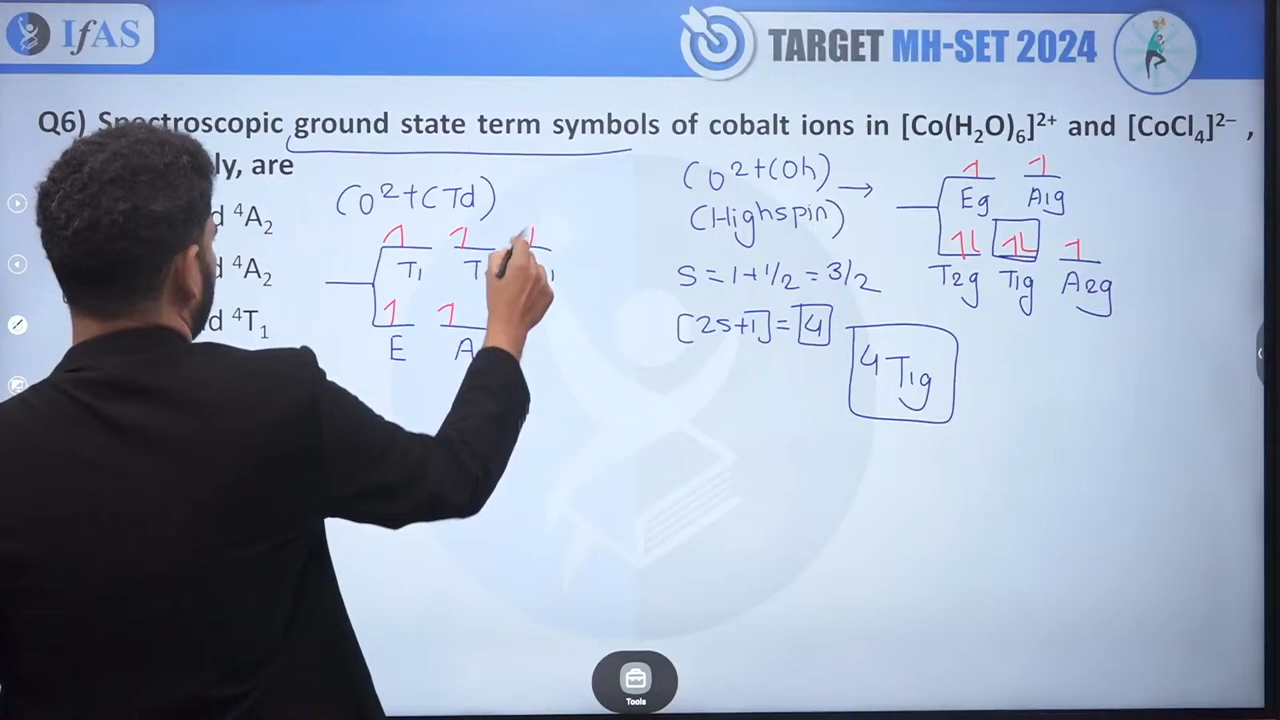 IfAS
TARGET MH-SET 2024
Q6) Spectroscopic ground state term symbols of cobalt ions in [Co(H₂O)₆]²⁺ and [CoCl₄]²⁻ ,
ly, are
d ⁴A₂
d ⁴A₂
d ⁴T₁
Co²+(Td)
T₁ T
E A
Co²+(Oh) →
(High spin)
S = 1 + 1/2 = 3/2
[2S+1] = 4
⁴T₁g
Eg A₁g
T₂g T₁g A₂g
Tools